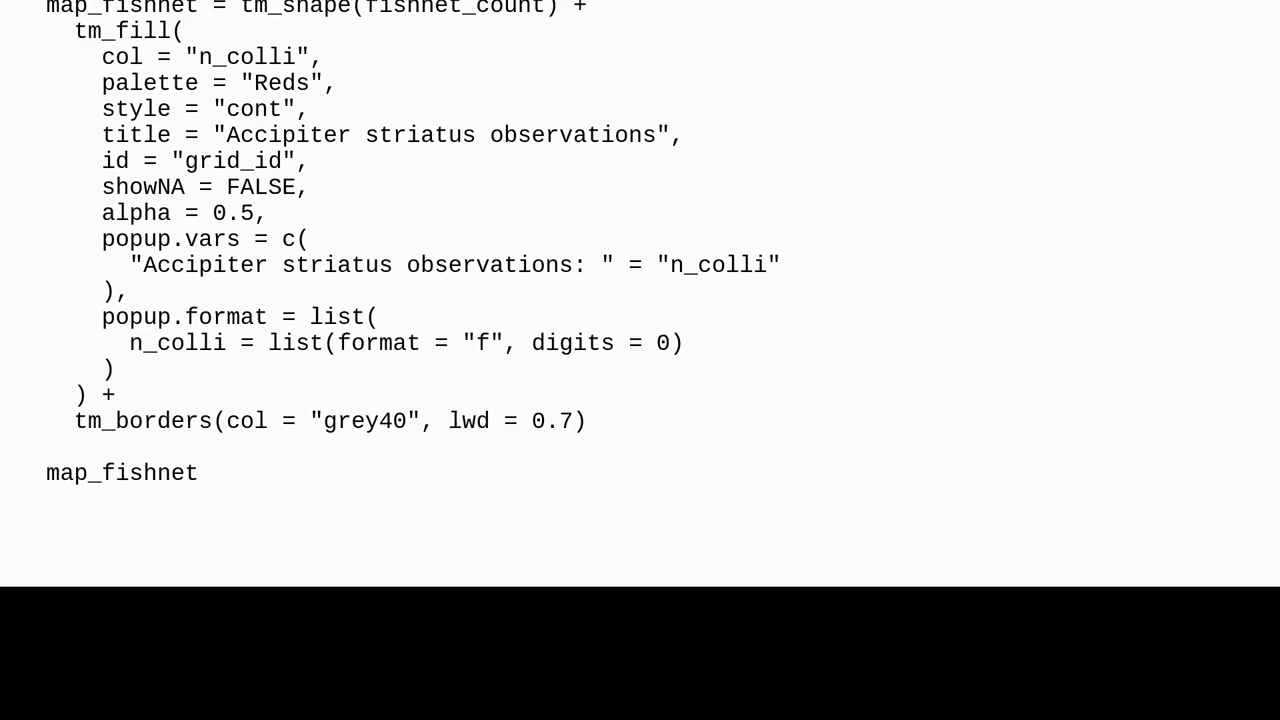 map_fishnet = tm_shape(fishnet_count) +
  tm_fill(
    col = "n_colli",
    palette = "Reds",
    style = "cont",
    title = "Accipiter striatus observations",
    id = "grid_id",
    showNA = FALSE,
    alpha = 0.5,
    popup.vars = c(
      "Accipiter striatus observations: " = "n_colli"
    ),
    popup.format = list(
      n_colli = list(format = "f", digits = 0)
    )
  ) +
  tm_borders(col = "grey40", lwd = 0.7)

map_fishnet